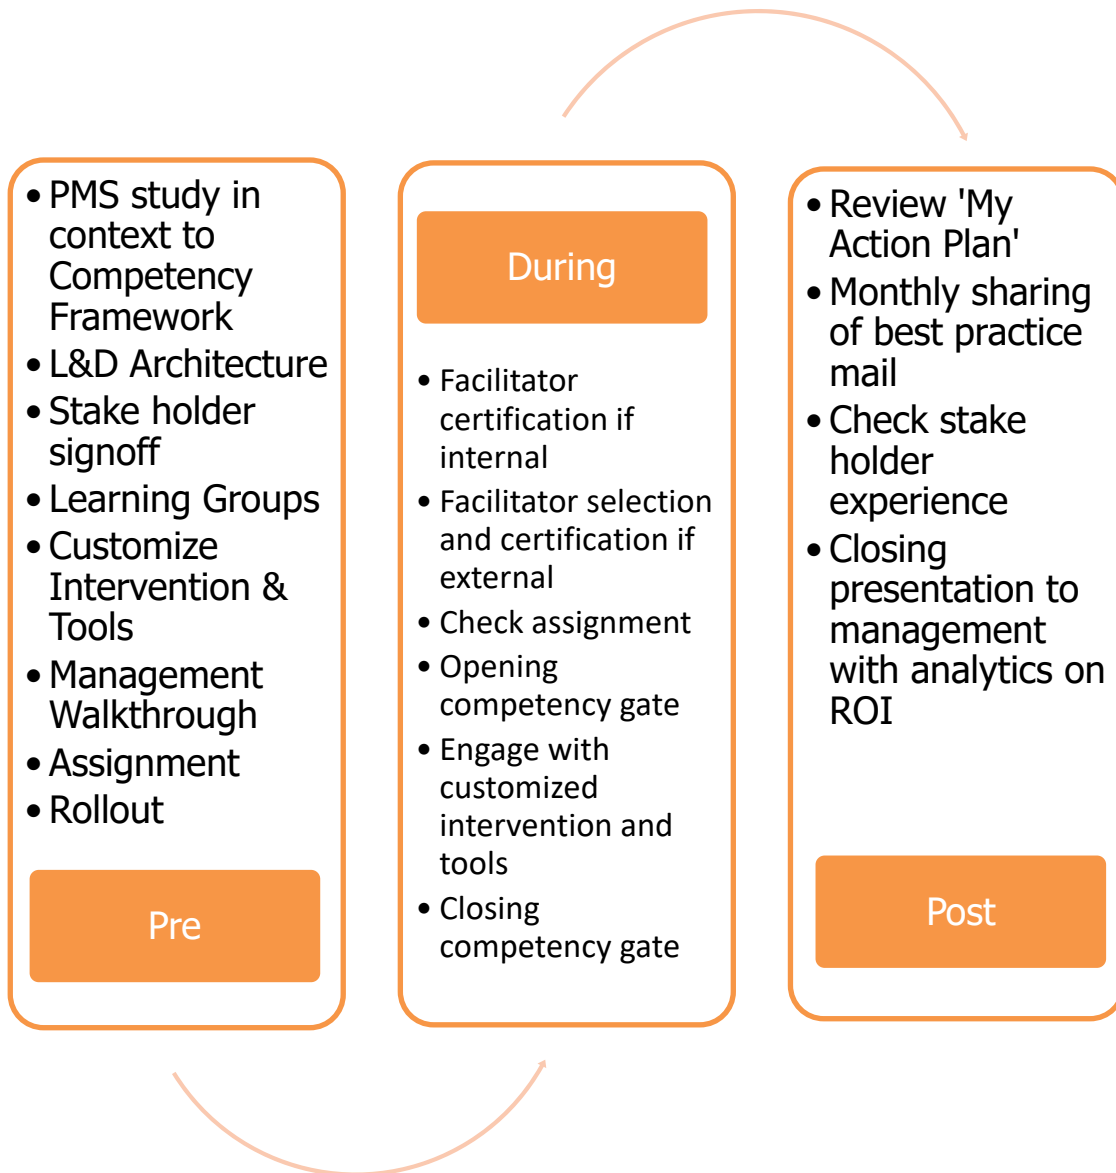 • PMS study in
context to
Competency
Framework
• L&D Architecture
• Stake holder
signoff
• Learning Groups
• Customize
Intervention &
Tools
• Management
Walkthrough
• Assignment
• Rollout
Pre
During
• Facilitator
certification if
internal
• Facilitator selection
and certification if
external
• Check assignment
• Opening
competency gate
• Engage with
customized
intervention and
tools
• Closing
competency gate
• Review 'My
Action Plan'
• Monthly sharing
of best practice
mail
• Check stake
holder
experience
• Closing
presentation to
management
with analytics on
ROI
Post